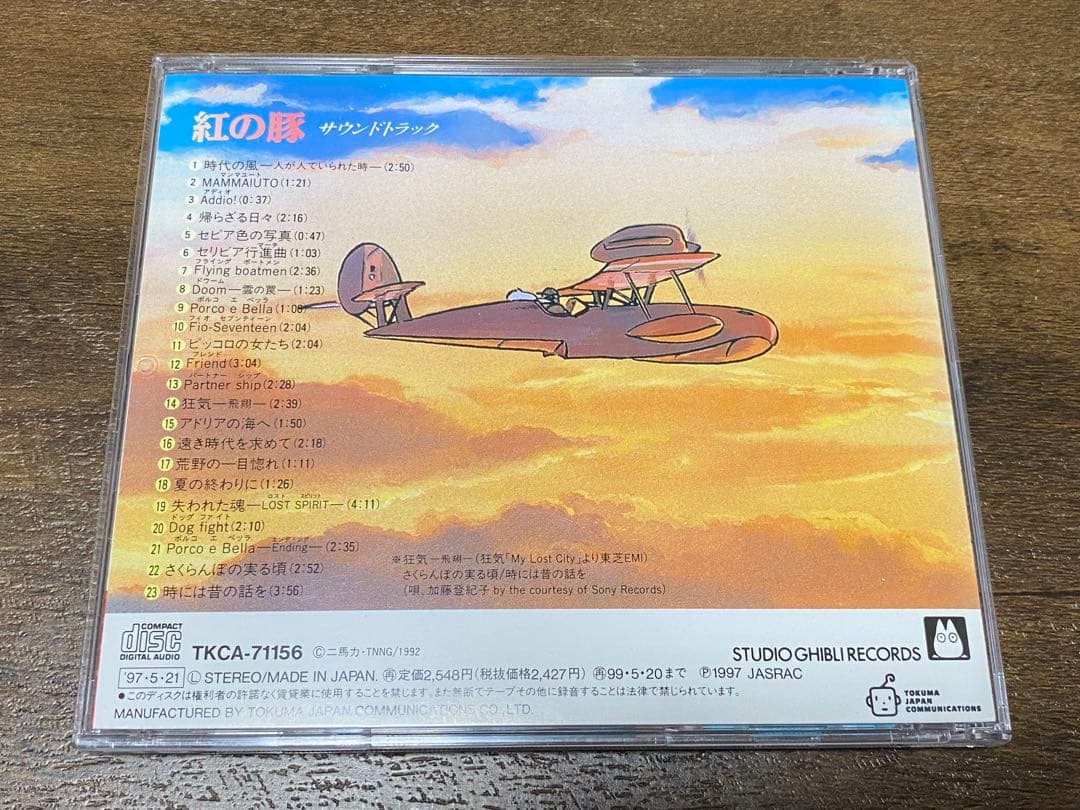 紅の豚 サウンドトラック
1 時代の風—人が人でいられた時—(2:50)
マンマユート
2 MAMMAIUTO(1:21)
アディオ
3 Addio!(0:37)
4 帰らざる日々(2:16)
5 セピア色の写真(0:47)
マーチ
6 セリビア行進曲(1:03)
フライング ボートメン
7 Flying boatmen(2:36)
ドゥーム
8 Doom—雲の罠—(1:23)
ポルコ エ ベッラ
9 Porco e Bella(1:06)
フィオ セブンティーン
10 Fio-Seventeen(2:04)
11 ピッコロの女たち(2:04)
フレンド
12 Friend(3:04)
パートナー シップ
13 Partner ship(2:28)
14 狂気—飛翔—(2:39)
15 アドリアの海へ(1:50)
16 遠き時代を求めて(2:18)
17 荒野の一目惚れ(1:11)
18 夏の終わりに(1:26)
ロスト スピリット
19 失われた魂—LOST SPIRIT—(4:11)
ドッグ ファイト
20 Dog fight(2:10)
ポルコ エ ベッラ エンディング
21 Porco e Bella—Ending—(2:35)
22 さくらんぼの実る頃(2:52)
23 時には昔の話を(3:56)
※狂気—飛翔—(狂気「My Lost City」より東芝EMI)
さくらんぼの実る頃/時には昔の話を
(唄、加藤登紀子 by the courtesy of Sony Records)
COMPACT
disc
DIGITAL AUDIO
TKCA-71156 Ⓒ二馬力・TNNG/1992
STUDIO GHIBLI RECORDS
'97・5・21 Ⓛ STEREO/MADE IN JAPAN. 再定価2,548円(税抜価格2,427円) 再99・5・20まで Ⓟ1997 JASRAC
●このディスクは権利者の許諾なく賃貸業に使用することを禁じます。また無断でテープその他に録音することは法律で禁じられています。
MANUFACTURED BY TOKUMA JAPAN COMMUNICATIONS CO., LTD.
TOKUMA
JAPAN
COMMUNICATIONS